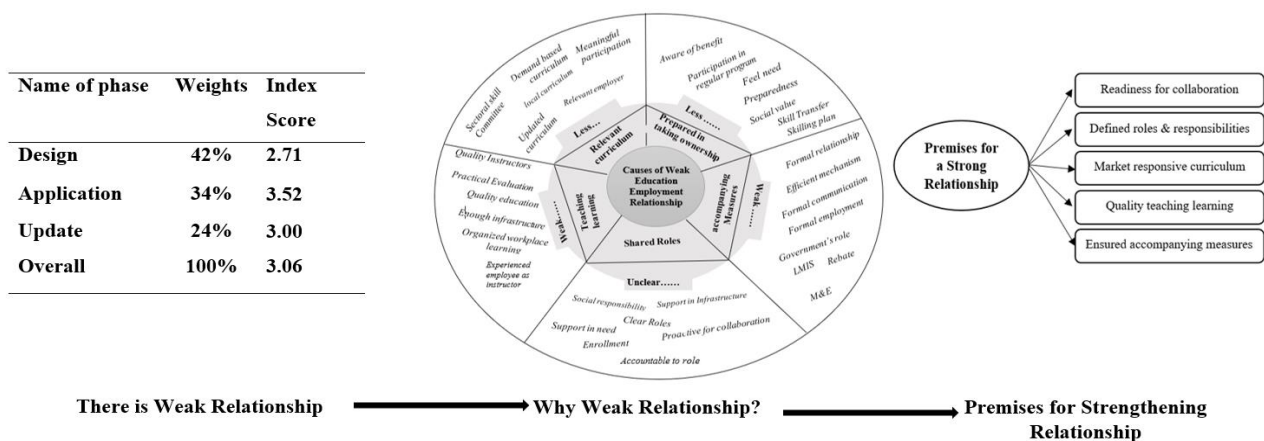 Name of phase Weights Index Score
Design 42% 2.71
Application 34% 3.52
Update 24% 3.00
Overall 100% 3.06
There is Weak Relationship
Sectoral skill
Committee
Demand based
curriculum
local curriculum
Updated
curriculum
Meaningful
participation
Relevant employer
Less...
Relevant
curriculum
Aware of benefit
Participation in
regular program
Feel need
Preparedness
Social value
Skill Transfer
Skilling plan
Less......
Prepared in
taking ownership
Causes of Weak
Education
Employment
Relationship
Quality Instructors
Practical Evaluation
Quality education
Enough infrastructure
Organized workplace
learning
Experienced
employee as
instructor
Weak....
Teaching
learning
Formal relationship
Efficient mechanism
Formal communication
Formal employment
Government's role
LMIS Rebate
M&E
Weak......
accompanying
Measures
Shared Roles
Unclear......
Social responsibility
Support in Infrastructure
Clear Roles
Support in need
Proactive for collaboration
Enrollment
Accountable to role
Why Weak Relationship?
Premises for
a Strong
Relationship
Readiness for collaboration
Defined roles & responsibilities
Market responsive curriculum
Quality teaching learning
Ensured accompanying measures
Premises for Strengthening
Relationship